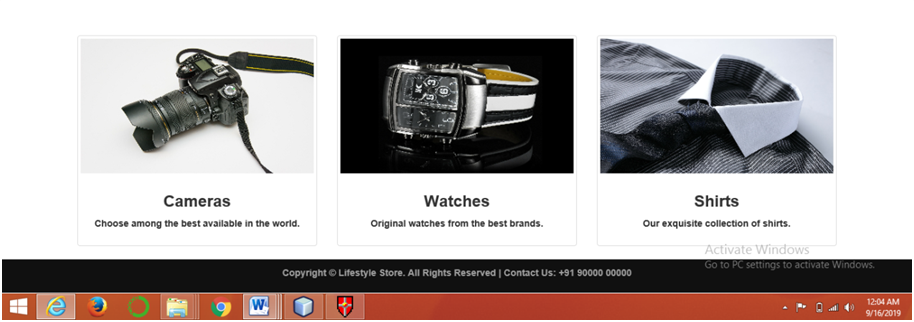 Cameras
Choose among the best available in the world.
Watches
Original watches from the best brands.
Shirts
Our exquisite collection of shirts.
Activate Windows
Go to PC settings to activate Windows.
Copyright © Lifestyle Store. All Rights Reserved | Contact Us: +91 90000 00000
12:04 AM
9/16/2019